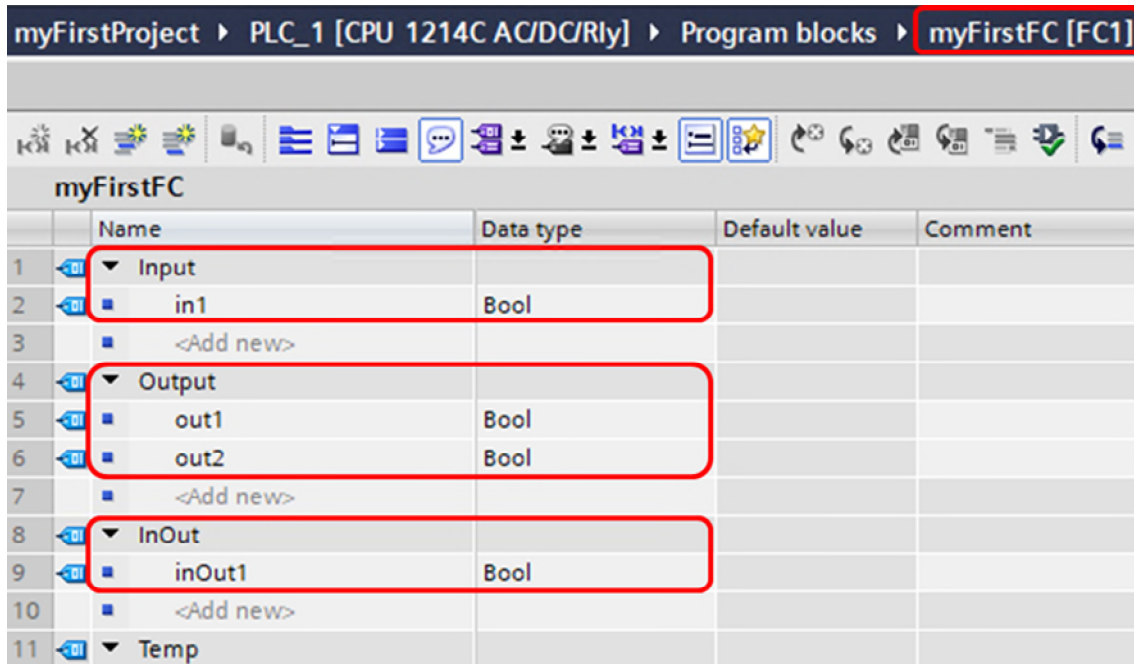 myFirstProject ▸ PLC_1 [CPU 1214C AC/DC/Rly] ▸ Program blocks ▸ myFirstFC [FC1]
myFirstFC
Name Data type Default value Comment
1 Input
2 in1 Bool
3 <Add new>
4 Output
5 out1 Bool
6 out2 Bool
7 <Add new>
8 InOut
9 inOut1 Bool
10 <Add new>
11 Temp